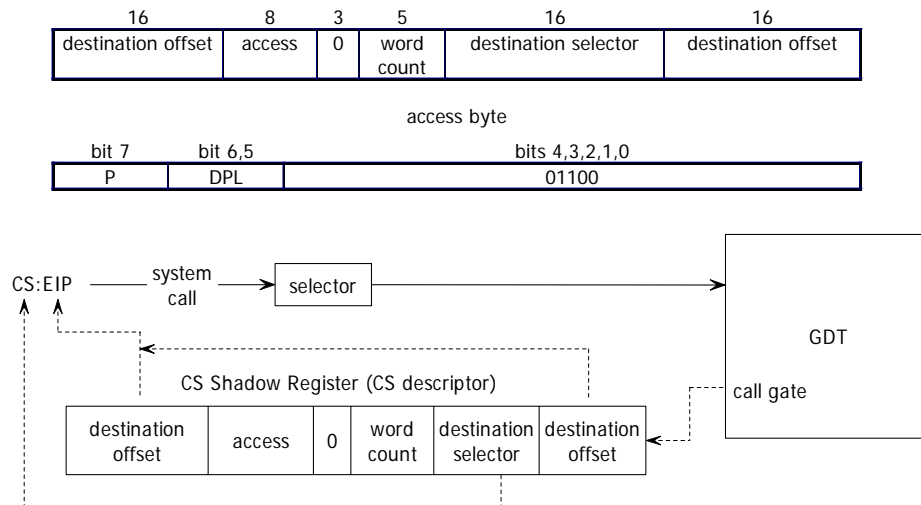 16 8 3 5 16 16
destination offset access 0 word count destination selector destination offset
access byte
bit 7 bit 6,5 bits 4,3,2,1,0
P DPL 01100
CS:EIP system call selector
GDT
CS Shadow Register (CS descriptor)
call gate
destination offset access 0 word count destination selector destination offset